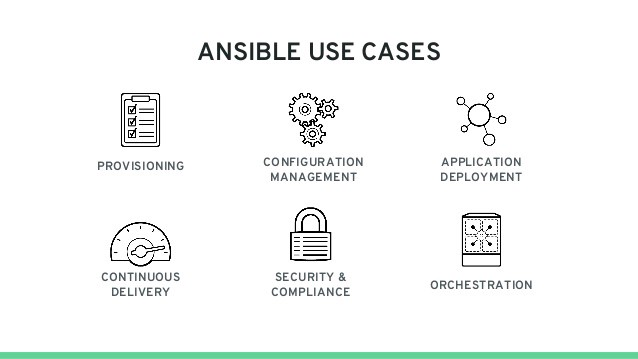 ANSIBLE USE CASES
PROVISIONING
CONFIGURATION
MANAGEMENT
APPLICATION
DEPLOYMENT
CONTINUOUS
DELIVERY
SECURITY &
COMPLIANCE
ORCHESTRATION